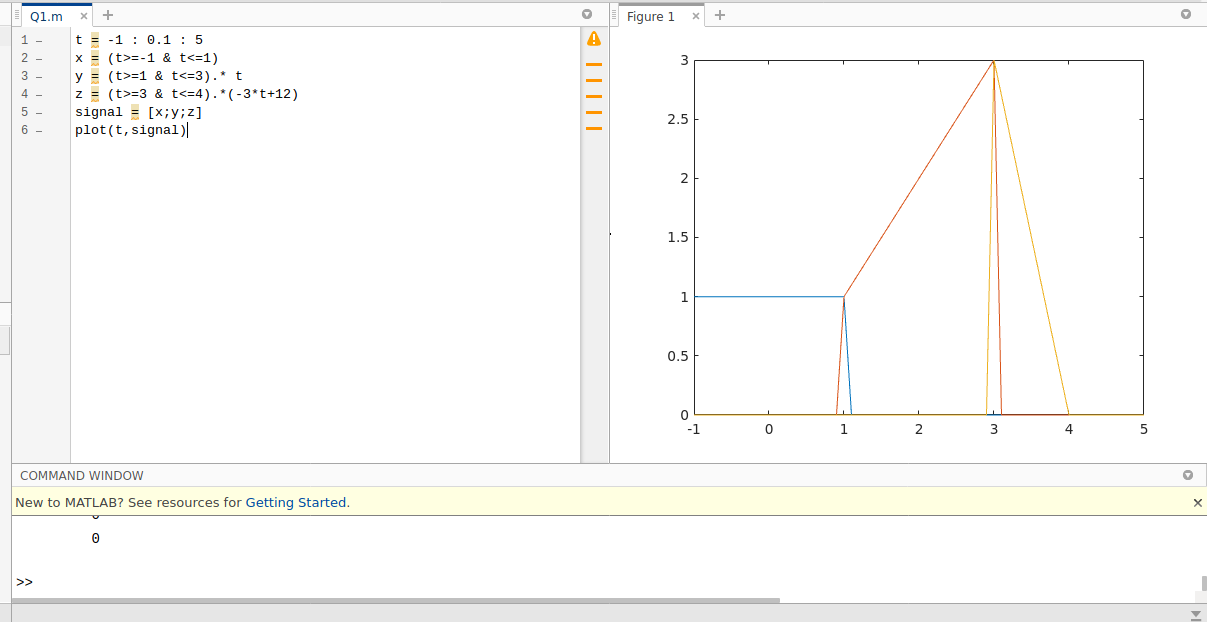 Q1.m × +
1 – t = -1 : 0.1 : 5
2 – x = (t>=-1 & t<=1)
3 – y = (t>=1 & t<=3).* t
4 – z = (t>=3 & t<=4).*(-3*t+12)
5 – signal = [x;y;z]
6 – plot(t,signal)
Figure 1 × +
3
2.5
2
1.5
1
0.5
0
-1 0 1 2 3 4 5
COMMAND WINDOW
New to MATLAB? See resources for Getting Started. ×
0
>>